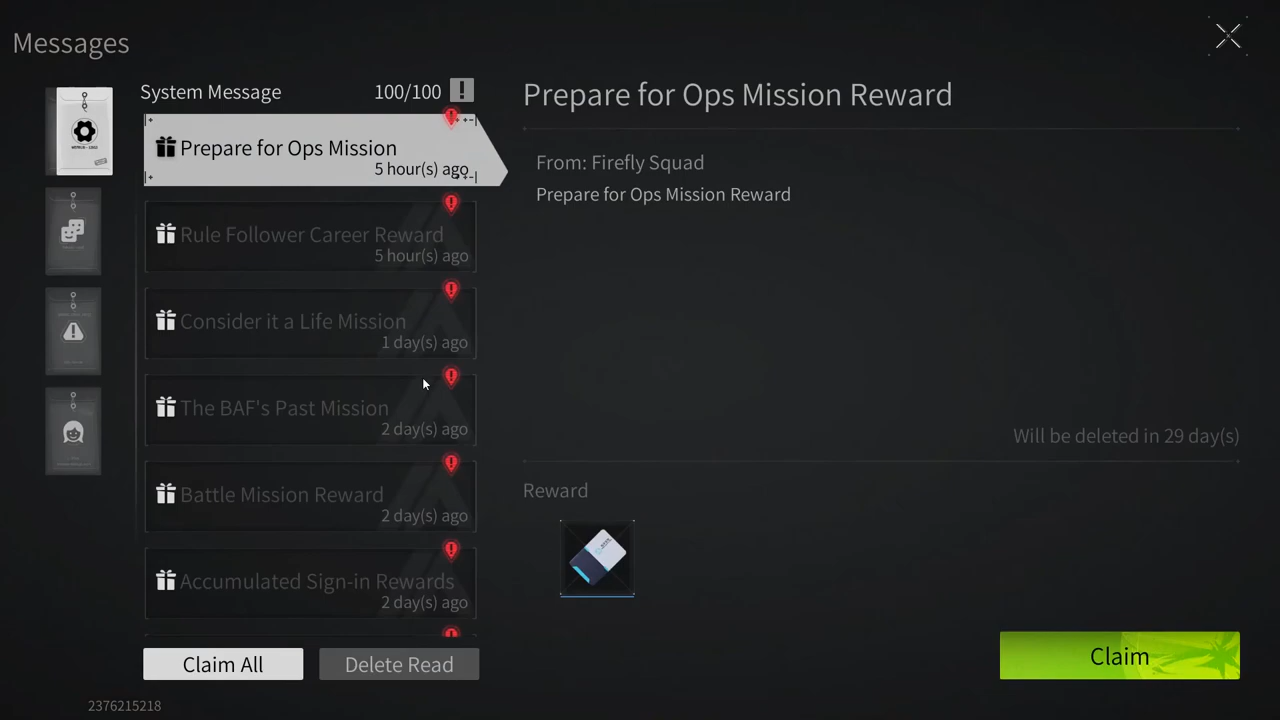 Messages
System Message 100/100
Prepare for Ops Mission
5 hour(s) ago
Rule Follower Career Reward
5 hour(s) ago
Consider it a Life Mission
1 day(s) ago
The BAF's Past Mission
2 day(s) ago
Battle Mission Reward
2 day(s) ago
Accumulated Sign-in Rewards
2 day(s) ago
Claim All
Delete Read
Prepare for Ops Mission Reward
From: Firefly Squad
Prepare for Ops Mission Reward
Will be deleted in 29 day(s)
Reward
Claim
2376215218